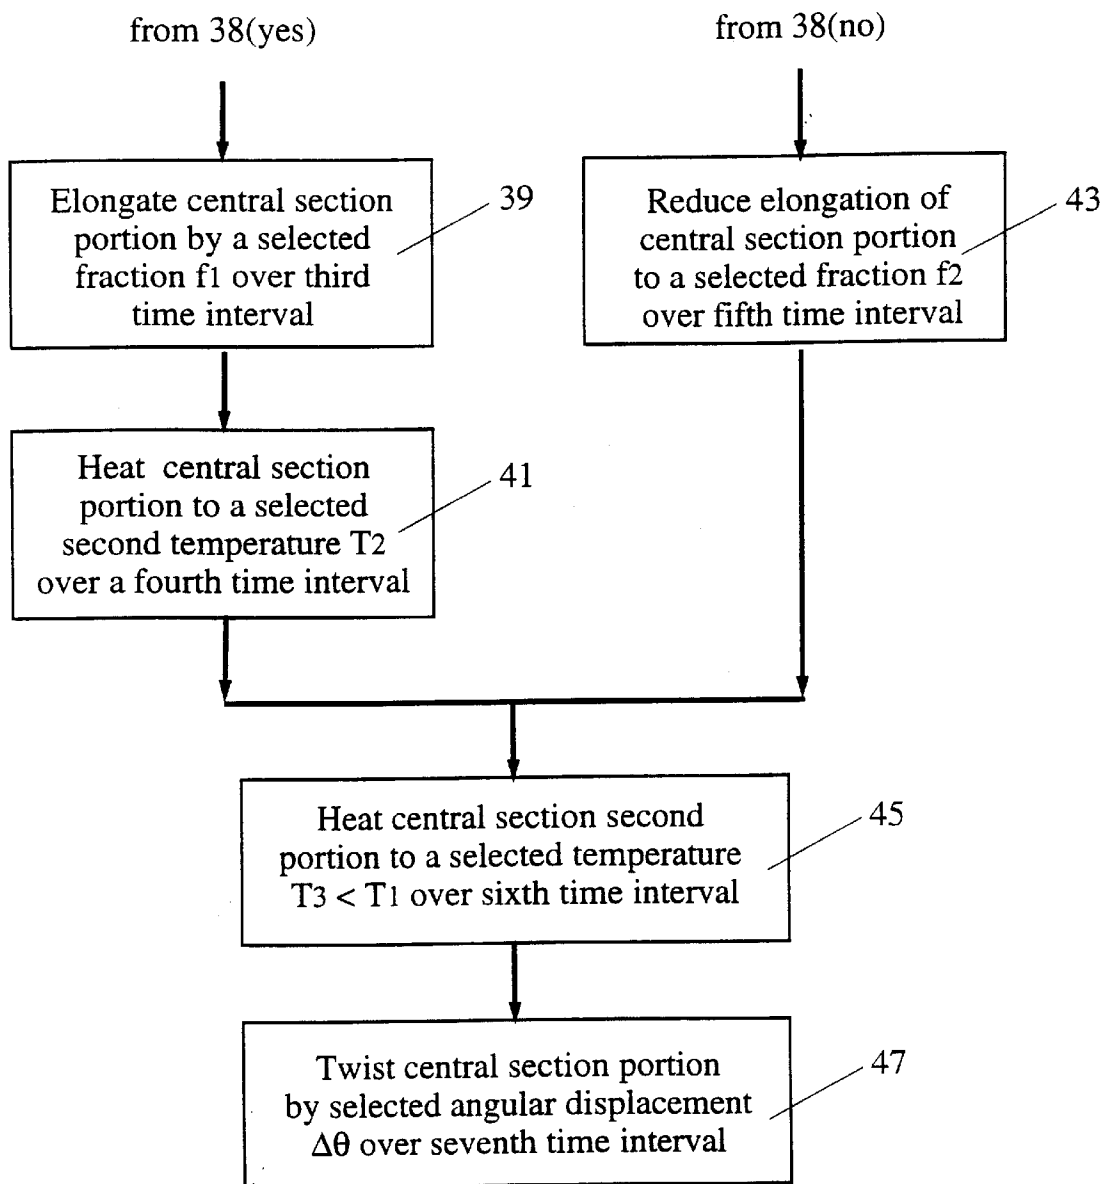 from 38(yes)
from 38(no)
Elongate central section
portion by a selected
fraction f1 over third
time interval
39
Reduce elongation of
central section portion
to a selected fraction f2
over fifth time interval
43
Heat central section
portion to a selected
second temperature T2
over a fourth time interval
41
Heat central section second
portion to a selected temperature
T3 < T1 over sixth time interval
45
Twist central section portion
by selected angular displacement
Δθ over seventh time interval
47